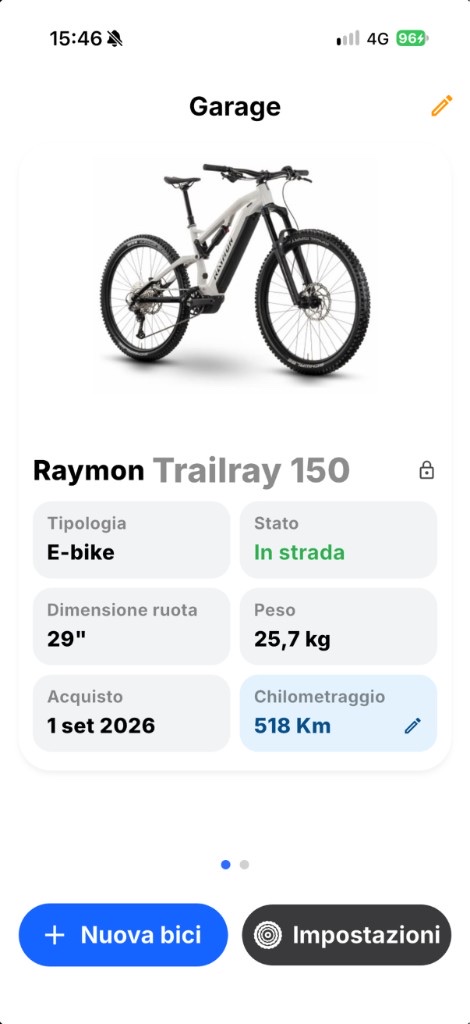 15:46
4G
96
Garage
RAYMON
Raymon Trailray 150
Tipologia
E-bike
Stato
In strada
Dimensione ruota
29"
Peso
25,7 kg
Acquisto
1 set 2026
Chilometraggio
518 Km
Nuova bici
Impostazioni